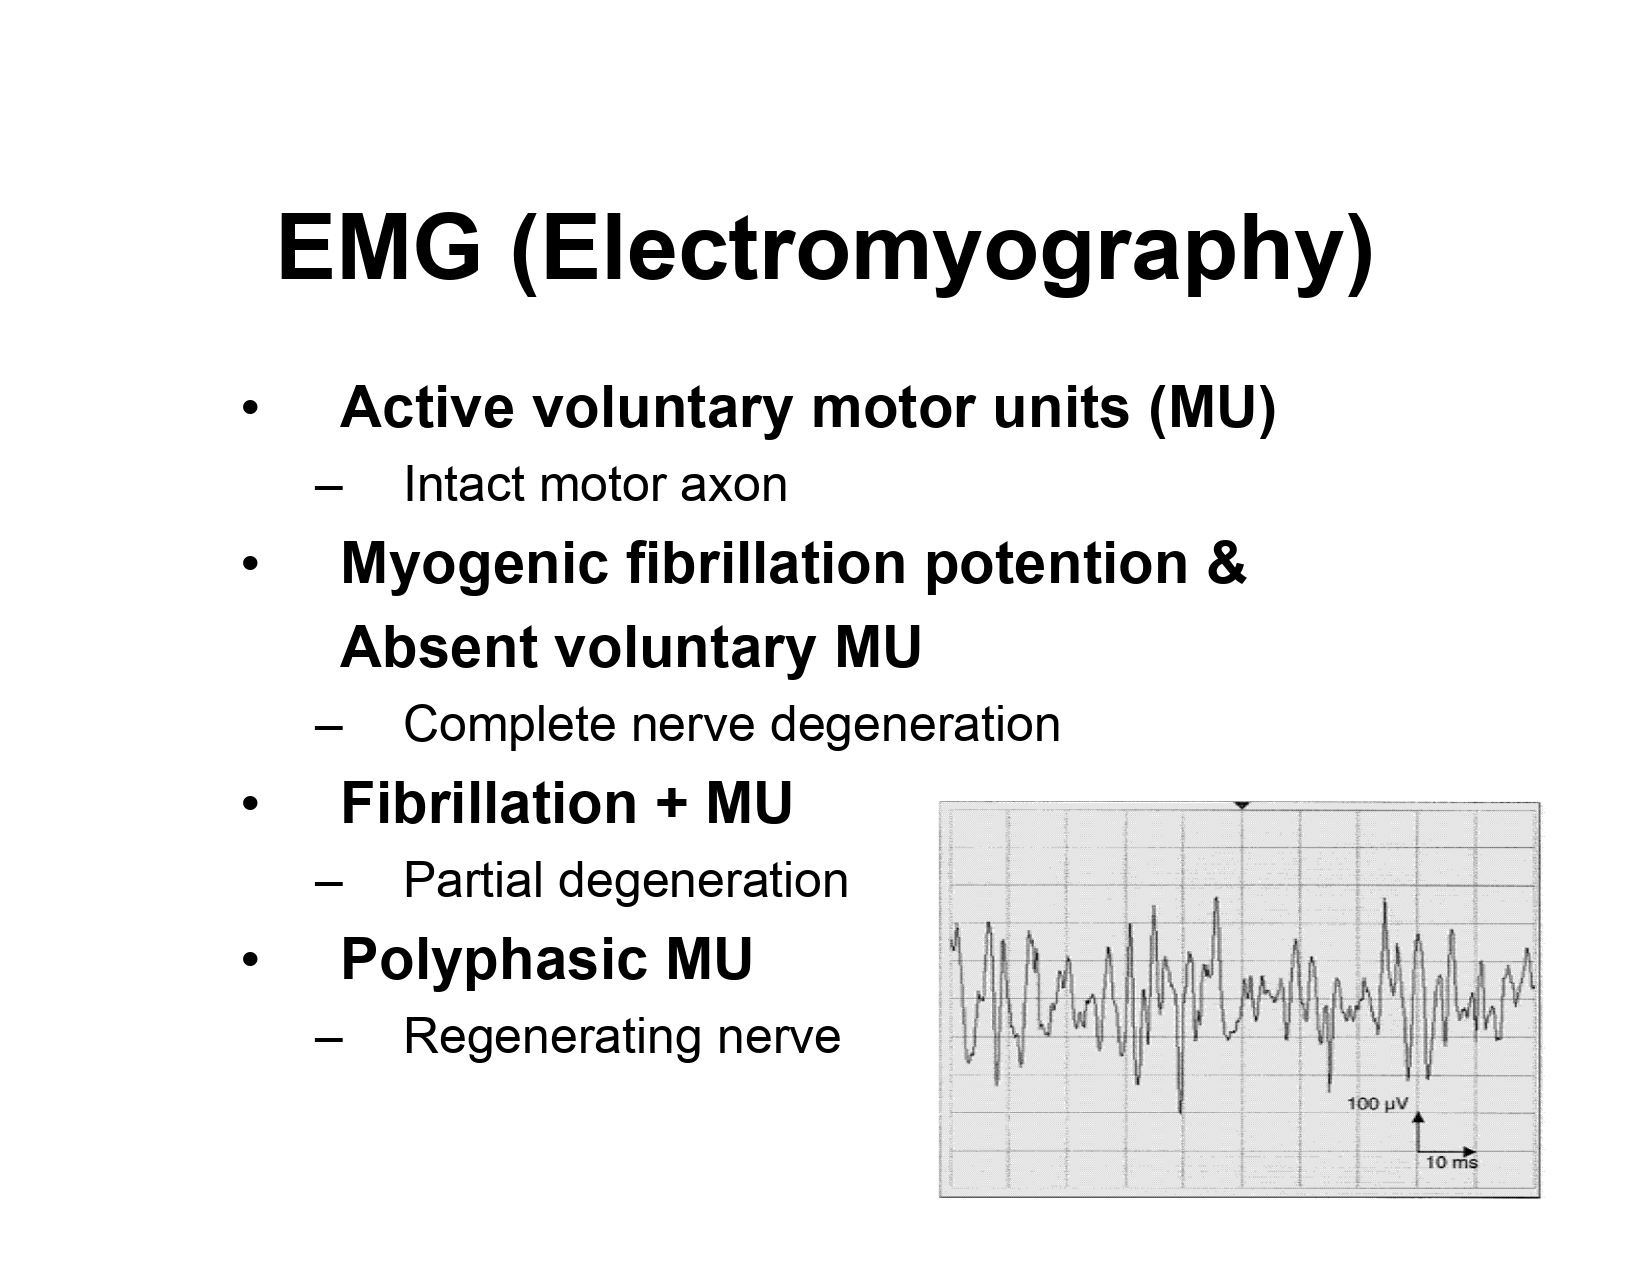 EMG (Electromyography)
• Active voluntary motor units (MU)
– Intact motor axon
• Myogenic fibrillation potention &
Absent voluntary MU
– Complete nerve degeneration
• Fibrillation + MU
– Partial degeneration
• Polyphasic MU
– Regenerating nerve
100 µV
10 ms